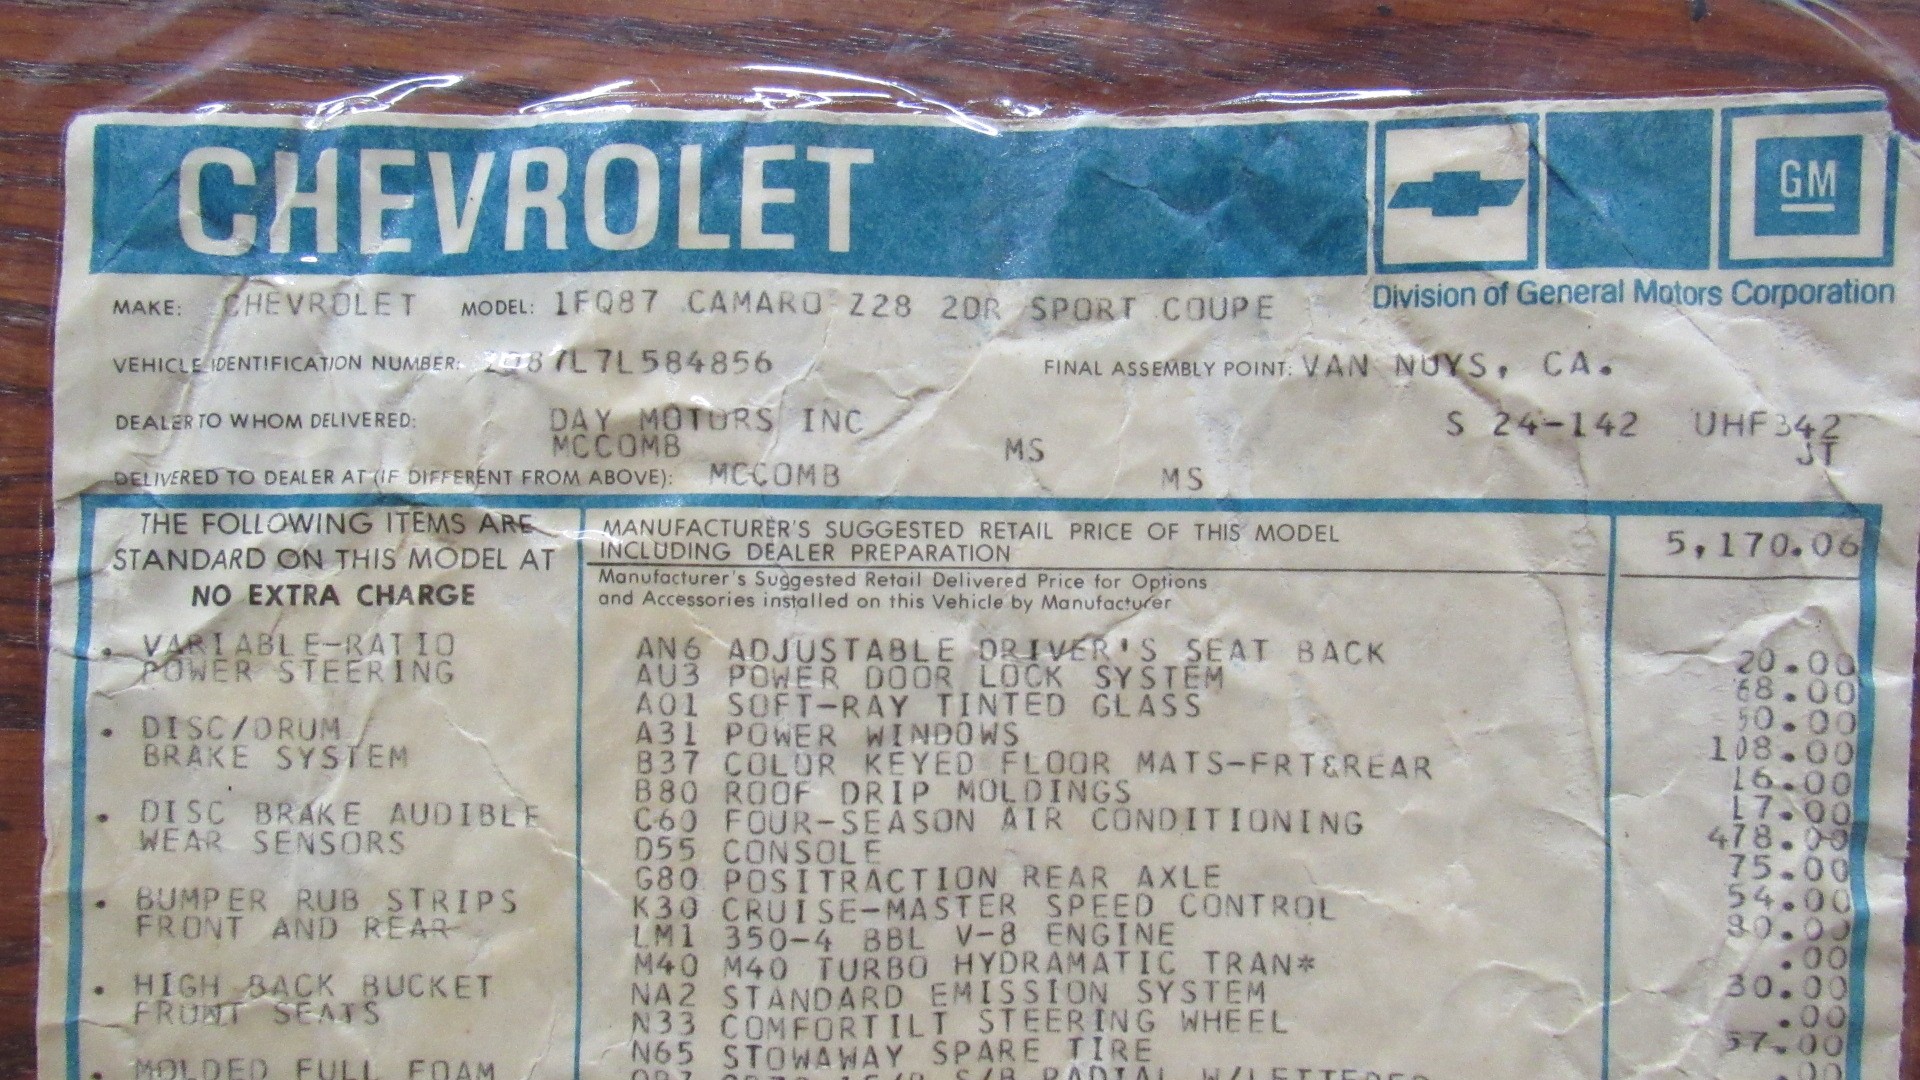 CHEVROLET
GM
Division of General Motors Corporation
MAKE: CHEVROLET MODEL: 1FQ87 CAMARO Z28 2DR SPORT COUPE
VEHICLE IDENTIFICATION NUMBER: 1Q87L7L584856 FINAL ASSEMBLY POINT: VAN NUYS, CA.
DEALER TO WHOM DELIVERED: DAY MOTORS INC S 24-142 UHF342
MCCOMB MS JT
DELIVERED TO DEALER AT (IF DIFFERENT FROM ABOVE): MCCOMB MS
THE FOLLOWING ITEMS ARE
STANDARD ON THIS MODEL AT
NO EXTRA CHARGE
• VARIABLE-RATIO
POWER STEERING
• DISC/DRUM
BRAKE SYSTEM
• DISC BRAKE AUDIBLE
WEAR SENSORS
• BUMPER RUB STRIPS
FRONT AND REAR
• HIGH BACK BUCKET
FRONT SEATS
• MOLDED FULL FOAM
MANUFACTURER'S SUGGESTED RETAIL PRICE OF THIS MODEL
INCLUDING DEALER PREPARATION 5,170.06
Manufacturer's Suggested Retail Delivered Price for Options
and Accessories installed on this Vehicle by Manufacturer
AN6 ADJUSTABLE DRIVER'S SEAT BACK 20.00
AU3 POWER DOOR LOCK SYSTEM 68.00
A01 SOFT-RAY TINTED GLASS 50.00
A31 POWER WINDOWS 108.00
B37 COLOR KEYED FLOOR MATS-FRT&REAR 16.00
B80 ROOF DRIP MOLDINGS 17.00
C60 FOUR-SEASON AIR CONDITIONING 478.00
D55 CONSOLE 75.00
G80 POSITRACTION REAR AXLE 54.00
K30 CRUISE-MASTER SPEED CONTROL 80.00
LM1 350-4 BBL V-8 ENGINE .00
M40 M40 TURBO HYDRAMATIC TRAN* 30.00
NA2 STANDARD EMISSION SYSTEM .00
N33 COMFORTILT STEERING WHEEL 57.00
N65 STOWAWAY SPARE TIRE .00
RADIAL W/LETTERED